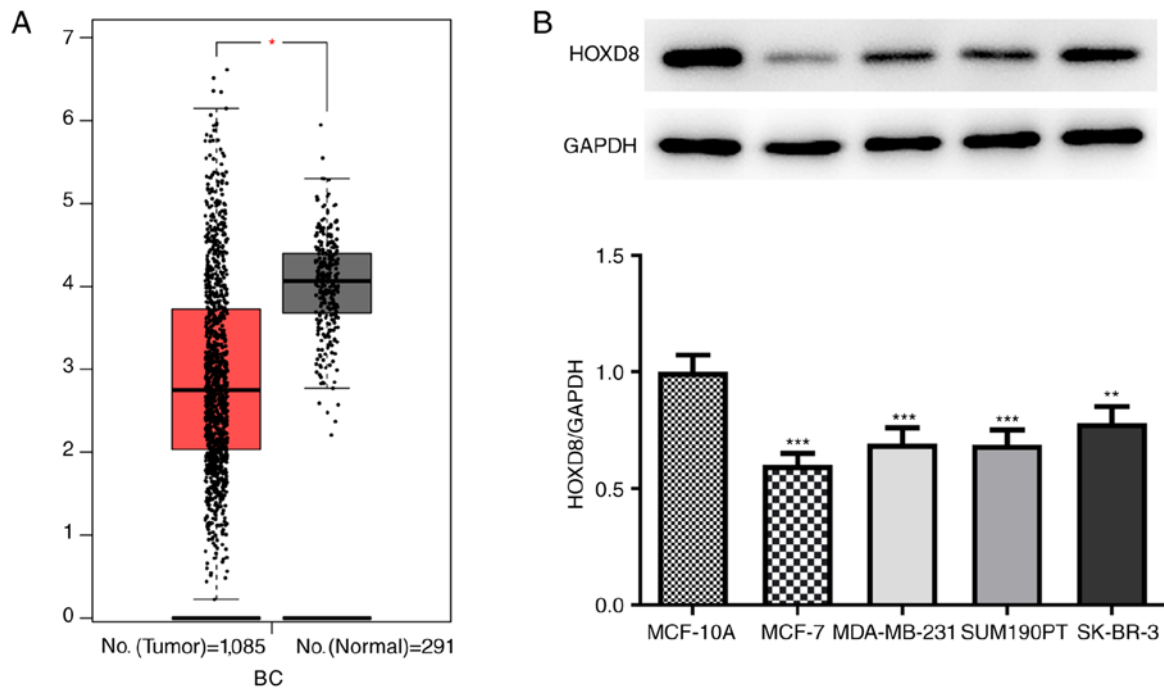 A
7
6
5
4
3
2
1
0
*
No. (Tumor)=1,085
No. (Normal)=291
BC
B
HOXD8
GAPDH
HOXD8/GAPDH
1.5
1.0
0.5
0.0
***
***
***
**
MCF-10A MCF-7 MDA-MB-231 SUM190PT SK-BR-3